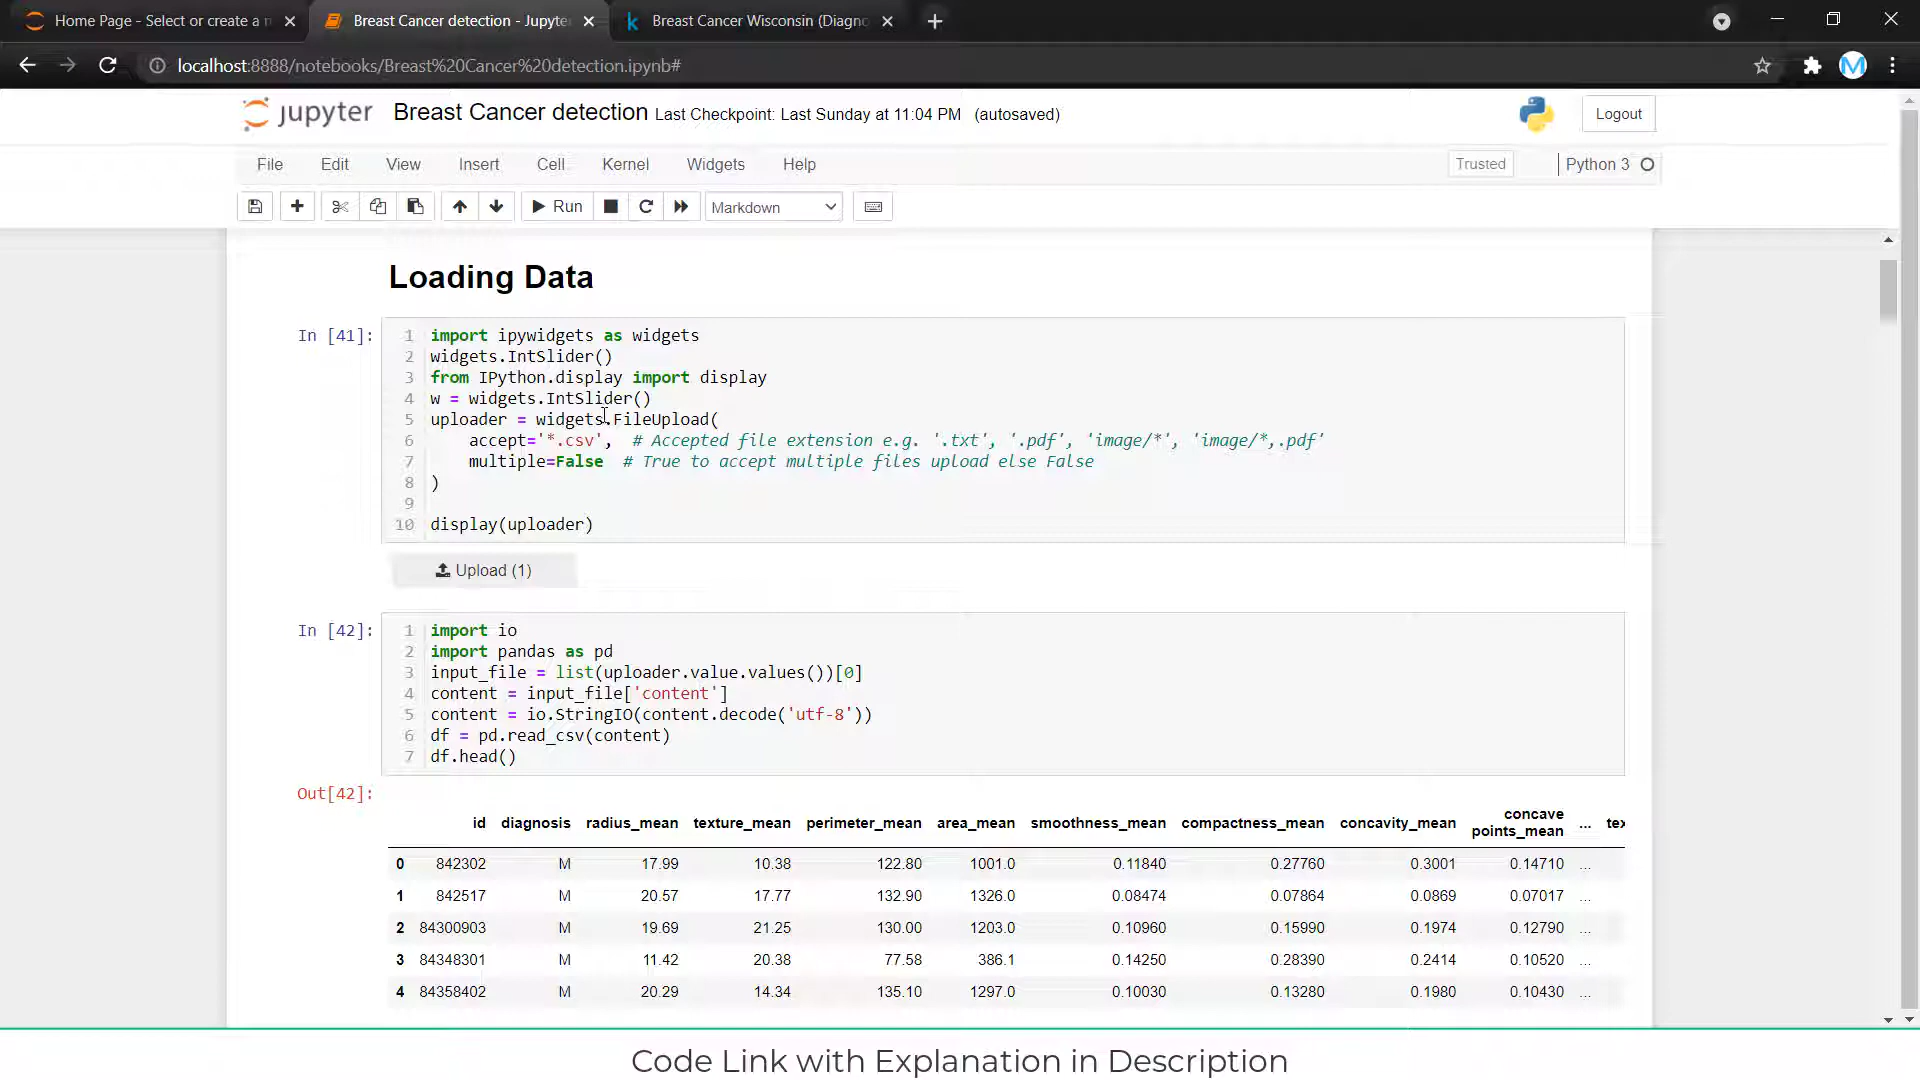 Home Page - Select or create a n
Breast Cancer detection - Jupyte
Breast Cancer Wisconsin (Diagno
localhost:8888/notebooks/Breast%20Cancer%20detection.ipynb#
M
jupyter Breast Cancer detection Last Checkpoint: Last Sunday at 11:04 PM (autosaved)
Logout
File Edit View Insert Cell Kernel Widgets Help
Trusted
Python 3
Run
Markdown
Loading Data
In [41]:
1 import ipywidgets as widgets
2 widgets.IntSlider()
3 from IPython.display import display
4 w = widgets.IntSlider()
5 uploader = widgets.FileUpload(
6 accept='*.csv', # Accepted file extension e.g. '.txt', '.pdf', 'image/*', 'image/*,.pdf'
7 multiple=False # True to accept multiple files upload else False
8 )
9
10 display(uploader)
Upload (1)
In [42]:
1 import io
2 import pandas as pd
3 input_file = list(uploader.value.values())[0]
4 content = input_file['content']
5 content = io.StringIO(content.decode('utf-8'))
6 df = pd.read_csv(content)
7 df.head()
Out[42]:
id diagnosis radius_mean texture_mean perimeter_mean area_mean smoothness_mean compactness_mean concavity_mean concave points_mean ... tex
0 842302 M 17.99 10.38 122.80 1001.0 0.11840 0.27760 0.3001 0.14710 ...
1 842517 M 20.57 17.77 132.90 1326.0 0.08474 0.07864 0.0869 0.07017 ...
2 84300903 M 19.69 21.25 130.00 1203.0 0.10960 0.15990 0.1974 0.12790 ...
3 84348301 M 11.42 20.38 77.58 386.1 0.14250 0.28390 0.2414 0.10520 ...
4 84358402 M 20.29 14.34 135.10 1297.0 0.10030 0.13280 0.1980 0.10430 ...
Code Link with Explanation in Description